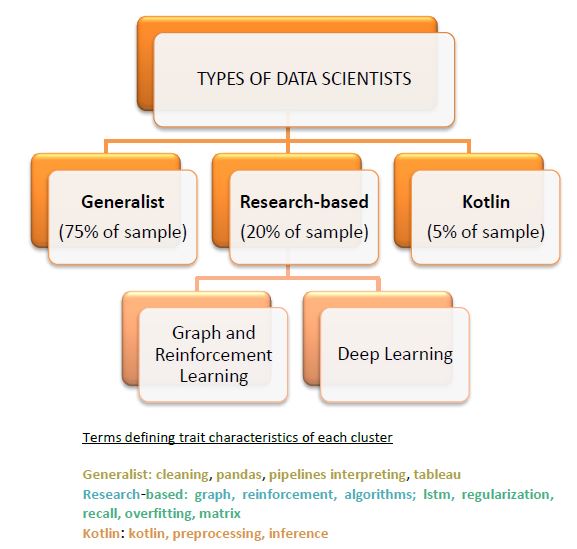 TYPES OF DATA SCIENTISTS
Generalist
(75% of sample)
Research-based
(20% of sample)
Kotlin
(5% of sample)
Graph and
Reinforcement
Learning
Deep Learning
Terms defining trait characteristics of each cluster
Generalist: cleaning, pandas, pipelines interpreting, tableau
Research-based: graph, reinforcement, algorithms; lstm, regularization,
recall, overfitting, matrix
Kotlin: kotlin, preprocessing, inference